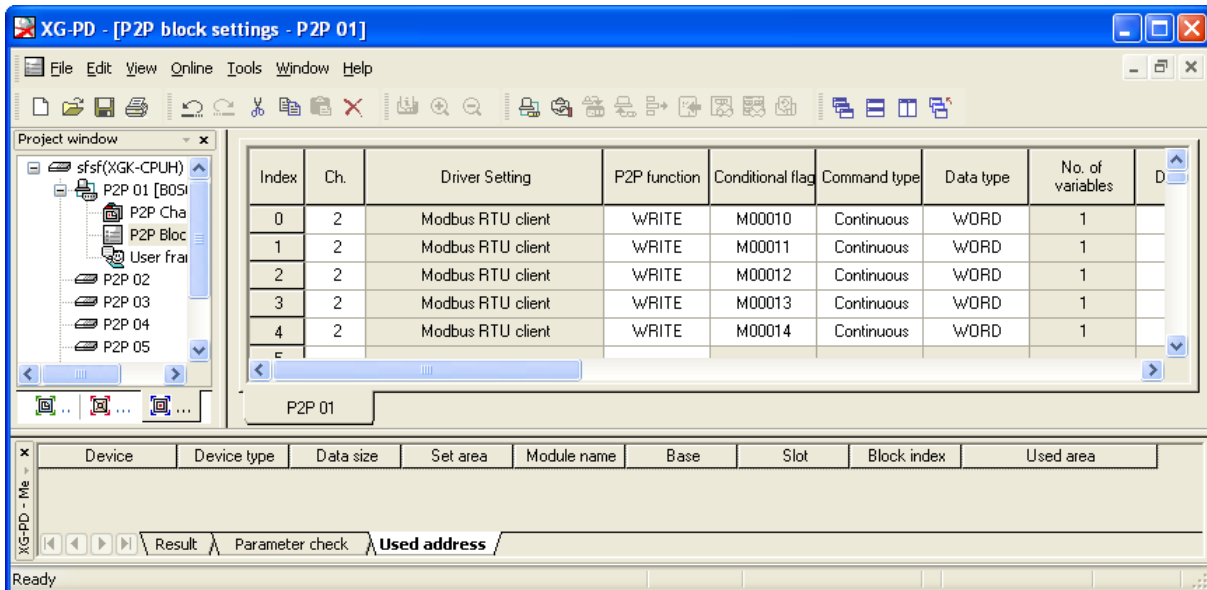 XG-PD - [P2P block settings - P2P 01]
File Edit View Online Tools Window Help
Project window
sfsf(XGK-CPUH)
P2P 01 [B0S
P2P Cha
P2P Bloc
User fra
P2P 02
P2P 03
P2P 04
P2P 05
Index Ch. Driver Setting P2P function Conditional flag Command type Data type No. of variables D
0 2 Modbus RTU client WRITE M00010 Continuous WORD 1
1 2 Modbus RTU client WRITE M00011 Continuous WORD 1
2 2 Modbus RTU client WRITE M00012 Continuous WORD 1
3 2 Modbus RTU client WRITE M00013 Continuous WORD 1
4 2 Modbus RTU client WRITE M00014 Continuous WORD 1
P2P 01
Device Device type Data size Set area Module name Base Slot Block index Used area
XG-PD - Me
Result Parameter check Used address
Ready